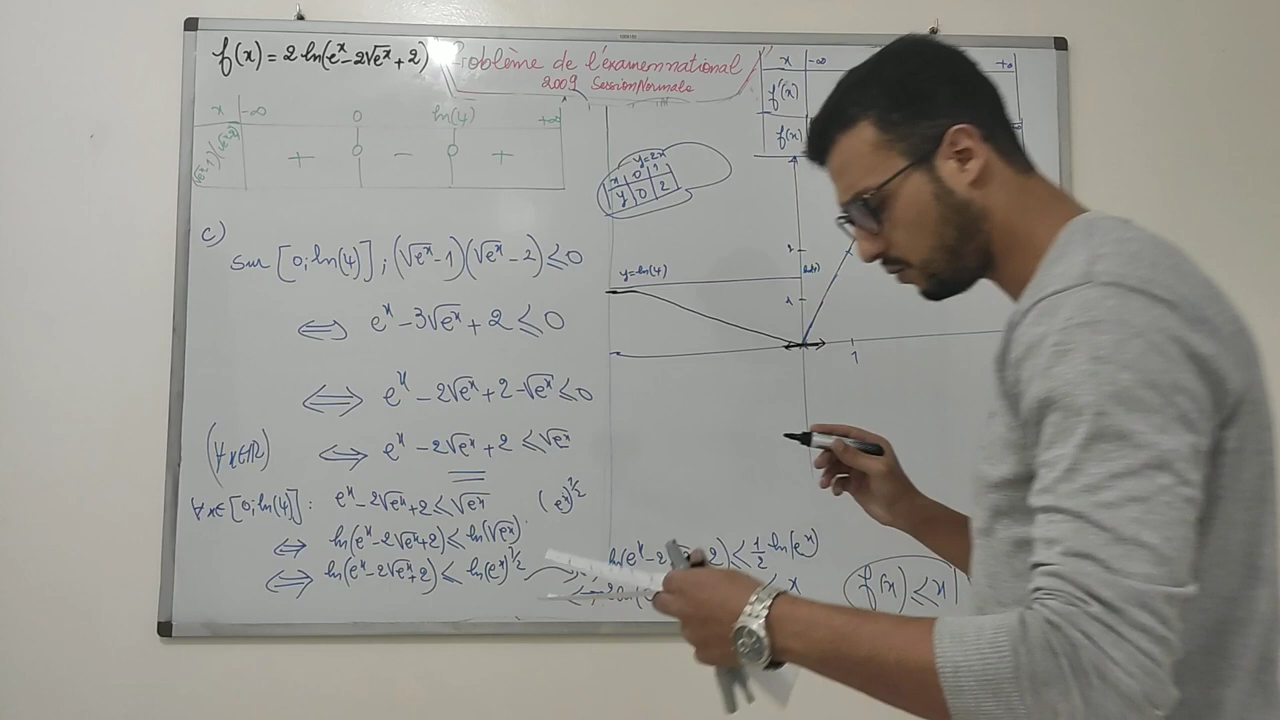 f(x) = 2 ln(e^x - 2√e^x + 2)
Problème de l'examen national
2009 Session Normale
x -∞ 0 ln(4) +∞
(√e^x-1)(√e^x-2) + 0 - 0 +
x -∞ +∞
f'(x)
f(x)
y=2x
x 0 1
y 0 2
c)
Sur [0; ln(4)] ; (√e^x - 1)(√e^x - 2) ≤ 0
⟺ e^x - 3√e^x + 2 ≤ 0
⟺ e^x - 2√e^x + 2 - √e^x ≤ 0
(∀x∈ℝ) ⟺ e^x - 2√e^x + 2 ≤ √e^x
∀x∈[0; ln(4)] : e^x - 2√e^x + 2 ≤ √e^x (e^x)^1/2
⟺ ln(e^x - 2√e^x + 2) ≤ ln(√e^x)
⟺ ln(e^x - 2√e^x + 2) ≤ ln(e^x)^1/2
y = ln(4)
1
ln(e^x - 2 2) ≤ 1/2 ln(e^x)
≤ x
f(x) ≤ x